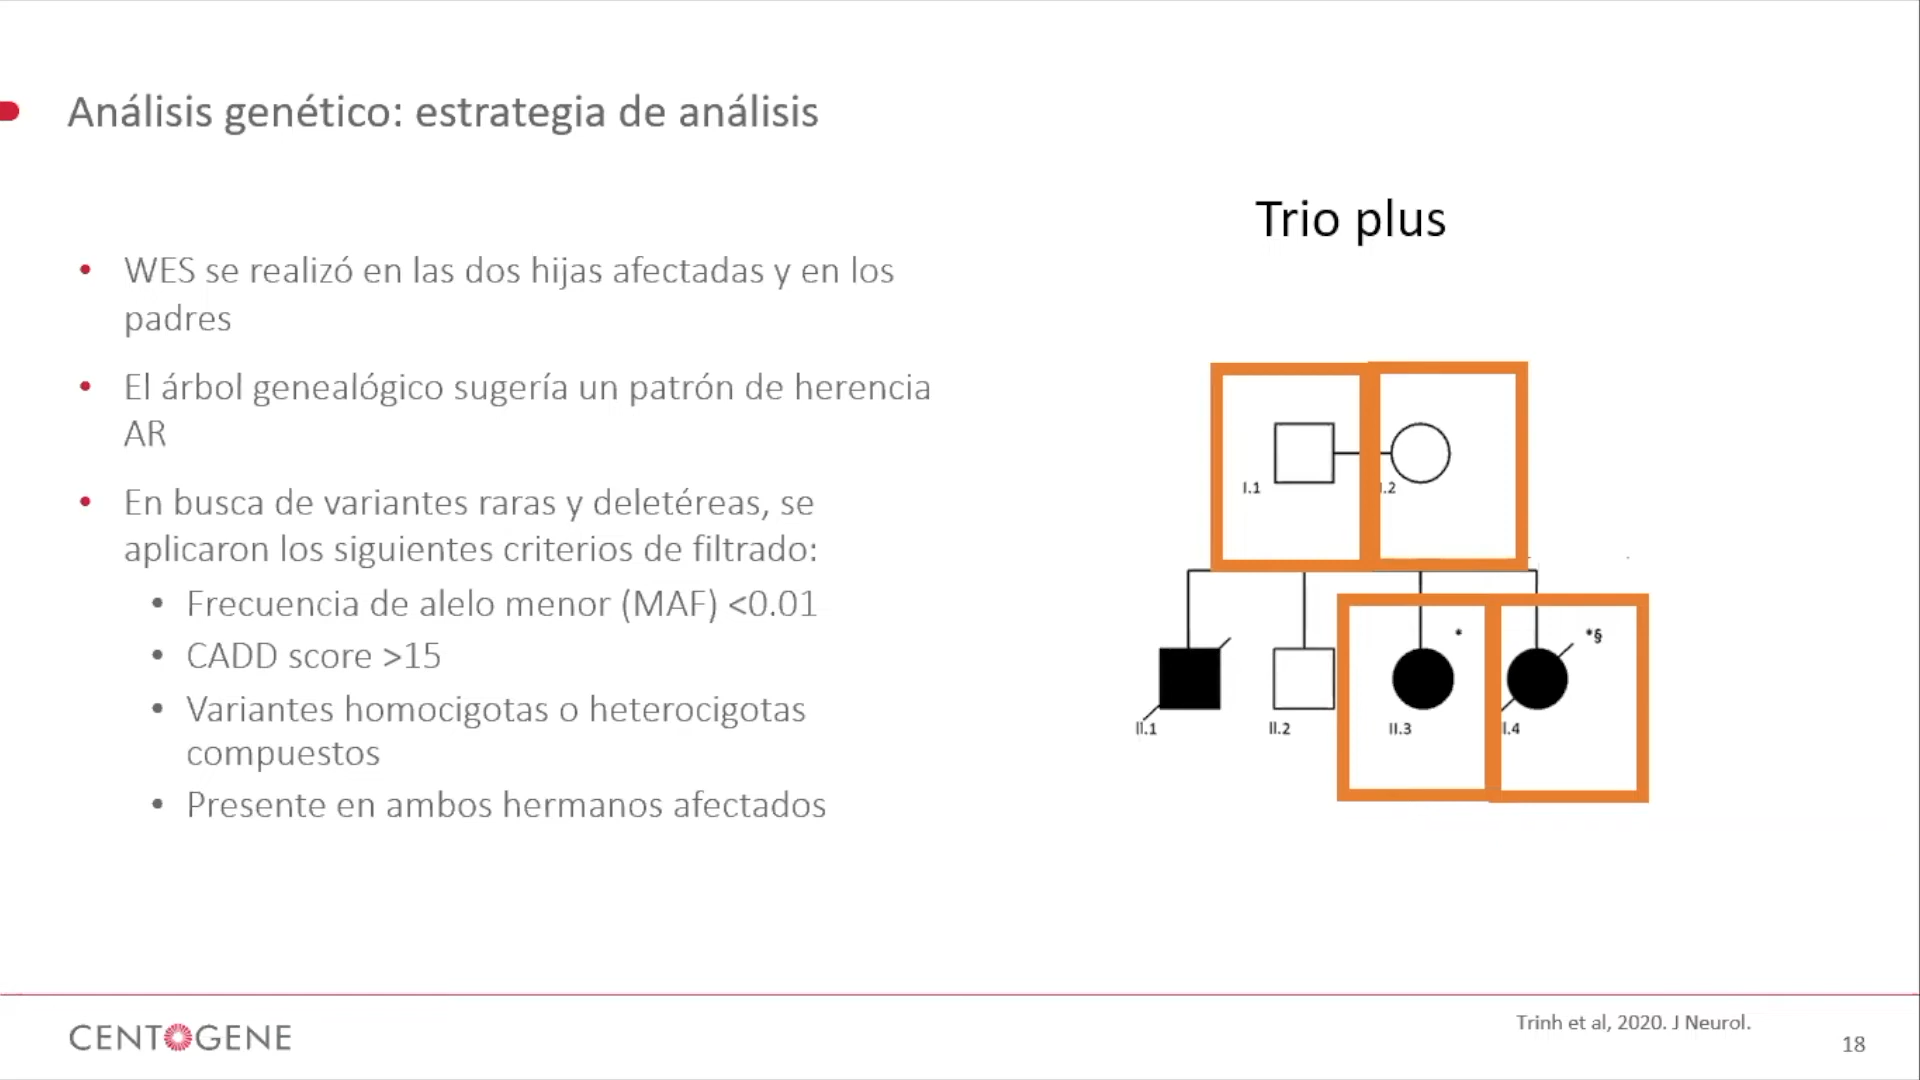 Análisis genético: estrategia de análisis
Trio plus
• WES se realizó en las dos hijas afectadas y en los
padres
• El árbol genealógico sugería un patrón de herencia
AR
• En busca de variantes raras y deletéreas, se
aplicaron los siguientes criterios de filtrado:
• Frecuencia de alelo menor (MAF) <0.01
• CADD score >15
• Variantes homocigotas o heterocigotas
compuestos
• Presente en ambos hermanos afectados
I.1
.2
*
*§
II.1
II.2
II.3
I.4
CENTOGENE
Trinh et al, 2020. J Neurol.
18